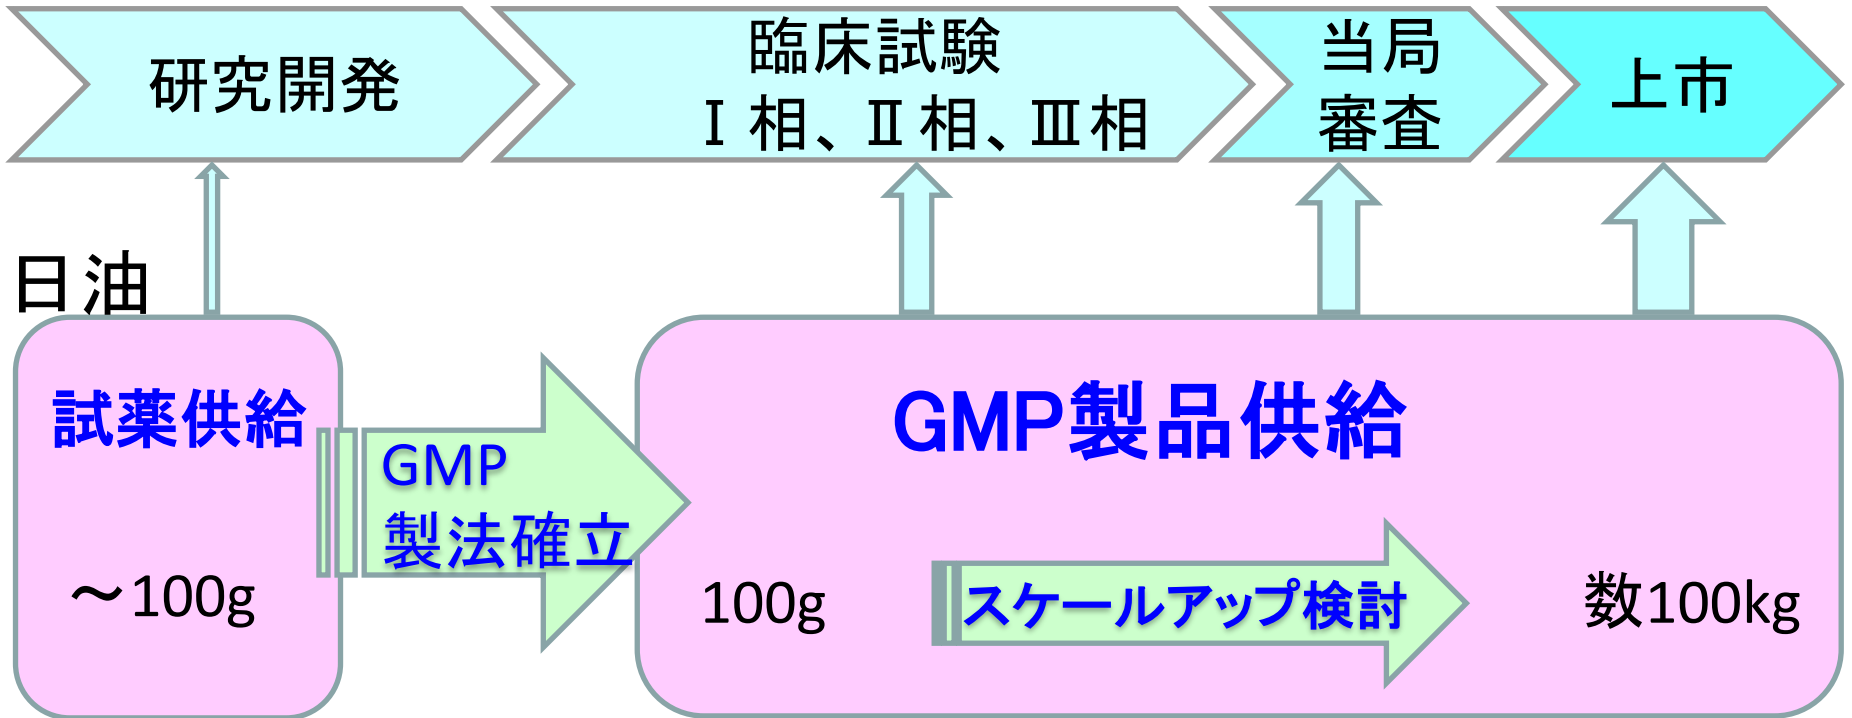 研究開発
臨床試験
Ⅰ相、Ⅱ相、Ⅲ相
当局
審査
上市
日油
試薬供給
～100g
GMP
製法確立
GMP製品供給
100g
スケールアップ検討
数100kg